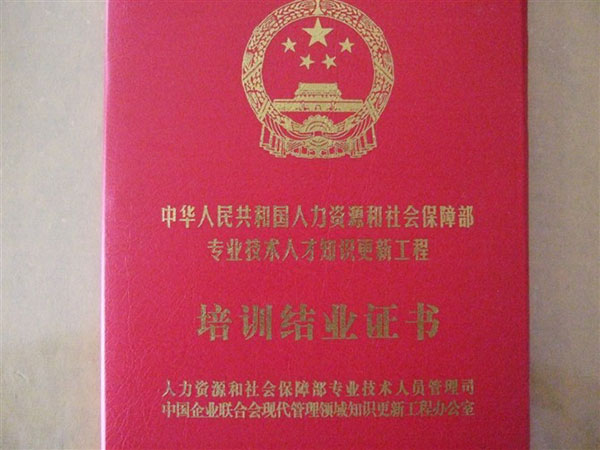 中华人民共和国人力资源和社会保障部
专业技术人才知识更新工程
培训结业证书
人力资源和社会保障部专业技术人员管理司
中国企业联合会现代管理领域知识更新工程办公室